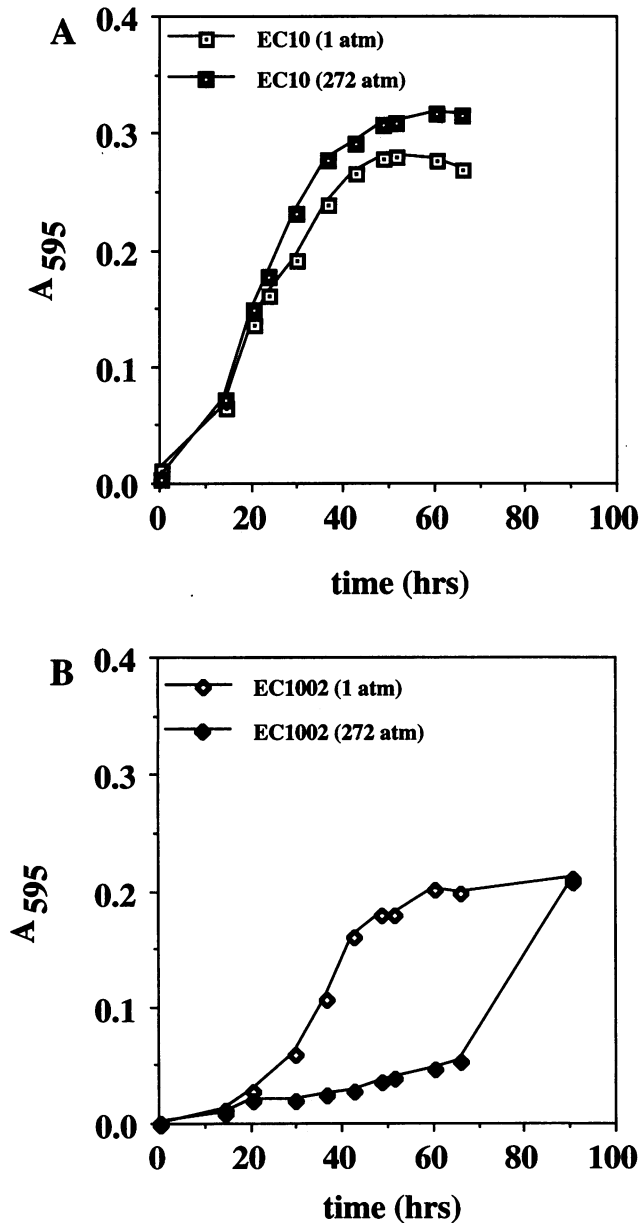 A
0.4
EC10 (1 atm)
EC10 (272 atm)
0.3
0.2
0.1
0.0
A 595
0 20 40 60 80 100
time (hrs)
B
0.4
EC1002 (1 atm)
EC1002 (272 atm)
0.3
0.2
0.1
0.0
A 595
0 20 40 60 80 100
time (hrs)